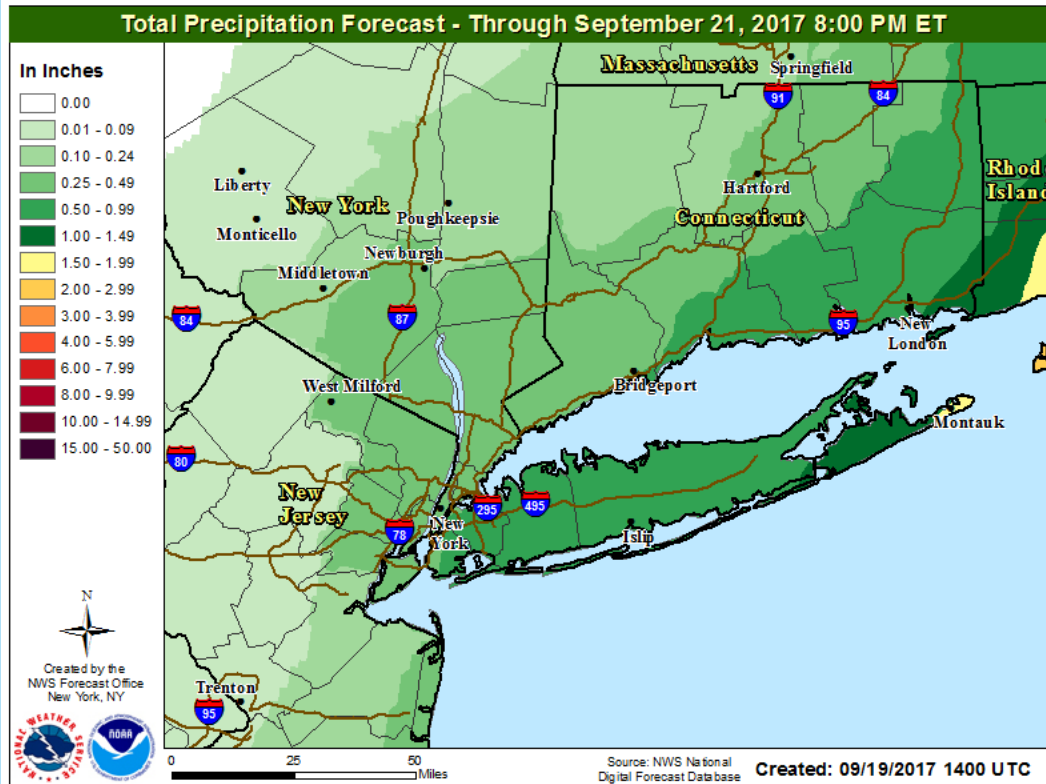 Total Precipitation Forecast - Through September 21, 2017 8:00 PM ET
In Inches
0.00
0.01 - 0.09
0.10 - 0.24
0.25 - 0.49
0.50 - 0.99
1.00 - 1.49
1.50 - 1.99
2.00 - 2.99
3.00 - 3.99
4.00 - 5.99
6.00 - 7.99
8.00 - 9.99
10.00 - 14.99
15.00 - 50.00
Massachusetts
Springfield
91
84
Liberty
New York
Poughkeepsie
Monticello
Hartford
Connecticut
Rhod
Island
Newburgh
Middletown
84
87
95
New
London
West Milford
Bridgeport
Montauk
80
New
Jersey
295
495
78
New
York
Islip
Trenton
95
N
Created by the
NWS Forecast Office
New York, NY
NATIONAL WEATHER SERVICE
NOAA
0
25
50
Miles
Source: NWS National
Digital Forecast Database
Created: 09/19/2017 1400 UTC